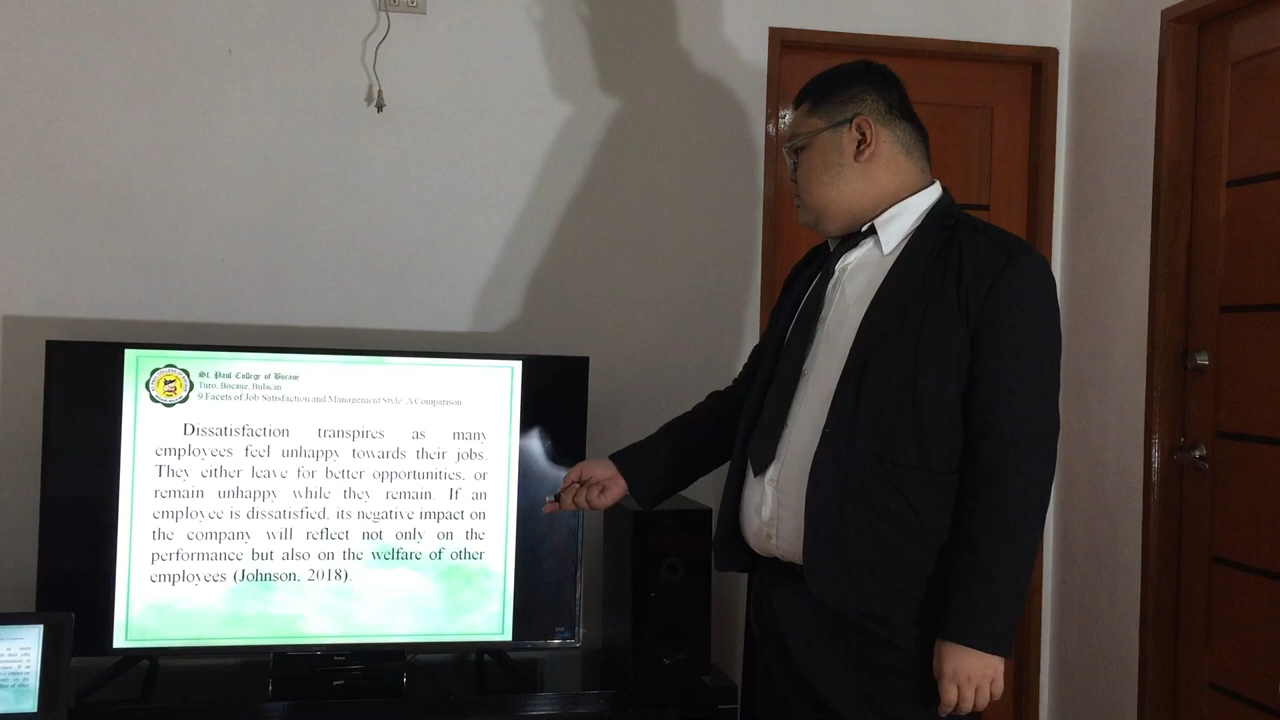 St. Paul College of Bocaue
Turo, Bocaue, Bulacan
9 Facets of Job Satisfaction and Management Style: A Comparison
Dissatisfaction transpires as many
employees feel unhappy towards their jobs.
They either leave for better opportunities, or
remain unhappy while they remain. If an
employee is dissatisfied, its negative impact on
the company will reflect not only on the
performance but also on the welfare of other
employees (Johnson, 2018).